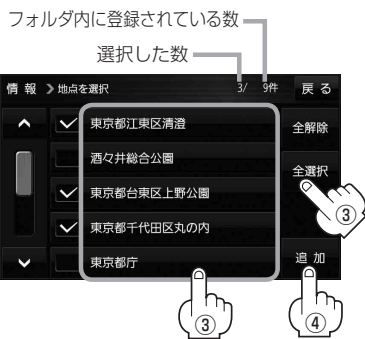 フォルダ内に登録されている数
選択した数
情報 》地点を選択 3/ 9件 戻る
東京都江東区清澄 全解除
酒々井総合公園
全選択
東京都台東区上野公園
③
東京都千代田区丸の内
東京都庁 追加
③ ④